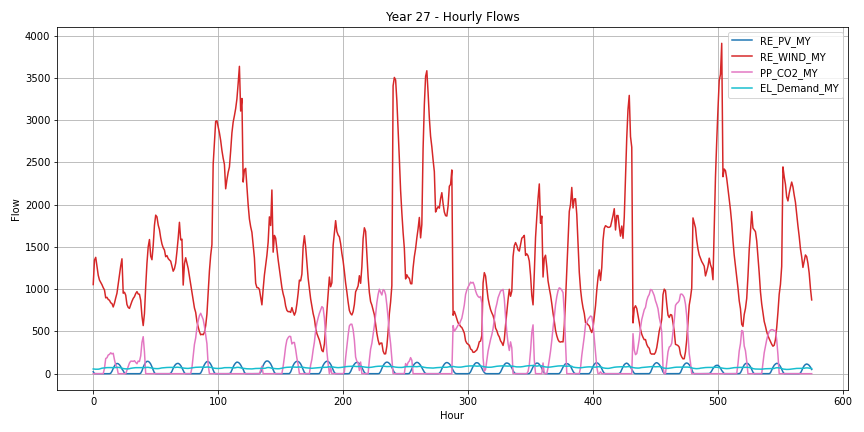 Year 27 - Hourly Flows
RE_PV_MY
RE_WIND_MY
PP_CO2_MY
EL_Demand_MY
Flow
4000
3500
3000
2500
2000
1500
1000
500
0
0 100 200 300 400 500 600
Hour